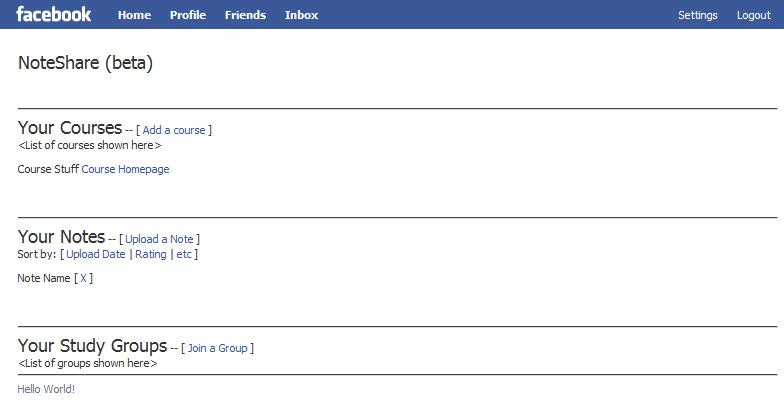 facebook Home Profile Friends Inbox Settings Logout
NoteShare (beta)
Your Courses -- [ Add a course ]
<List of courses shown here>
Course Stuff Course Homepage
Your Notes -- [ Upload a Note ]
Sort by: [ Upload Date | Rating | etc ]
Note Name [ X ]
Your Study Groups -- [ Join a Group ]
<List of groups shown here>
Hello World!